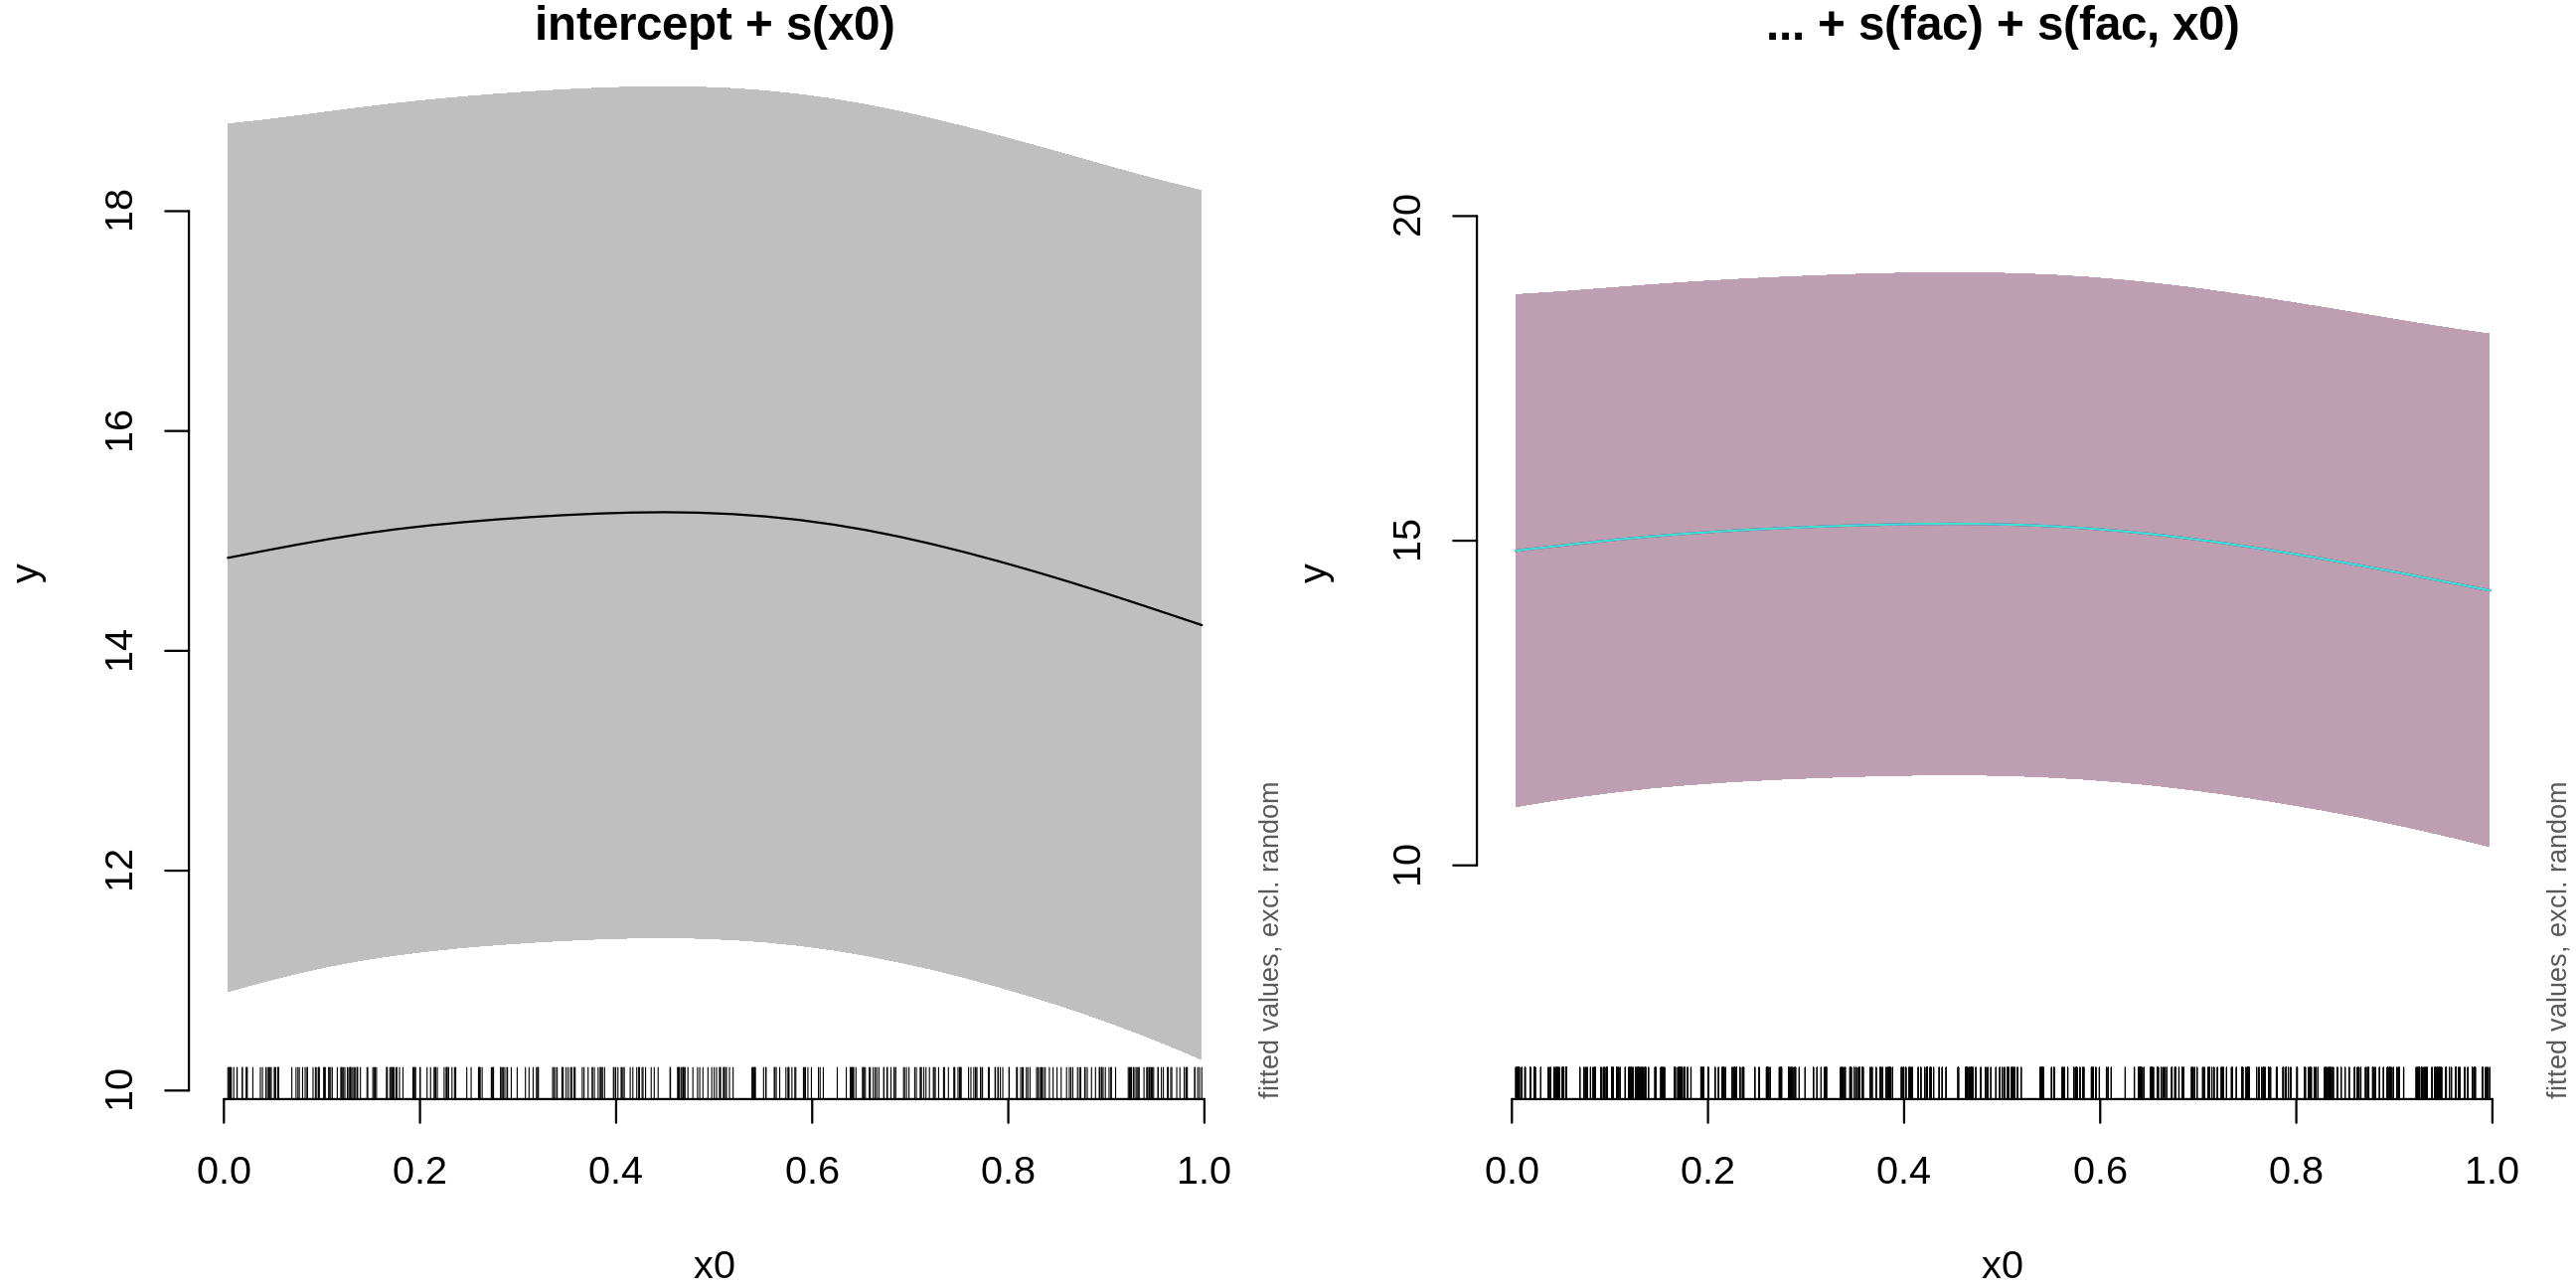 intercept + s(x0)
18
16
14
12
10
y
0.0 0.2 0.4 0.6 0.8 1.0
x0
fitted values, excl. random
... + s(fac) + s(fac, x0)
20
15
10
y
0.0 0.2 0.4 0.6 0.8 1.0
x0
fitted values, excl. random